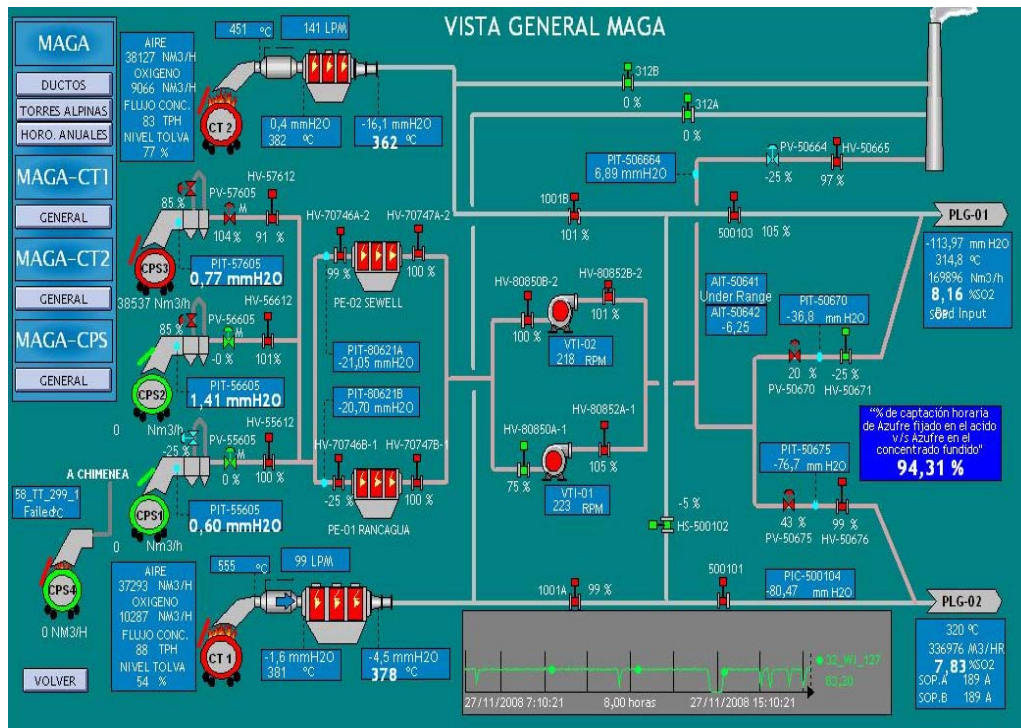 VISTA GENERAL MAGA
MAGA
DUCTOS
TORRES ALPINAS
HORO. ANUALES
MAGA-CT1
GENERAL
MAGA-CT2
GENERAL
MAGA-CPS
GENERAL
AIRE
38127 NM3/H
OXIGENO
9066 NM3/H
FLUJO CONC.
83 TPH
NIVEL TOLVA
77 %
451 ºC
141 LPM
CT 2
0,4 mmH2O
382 ºC
-16,1 mmH2O
362 ºC
312B
0 %
312A
0 %
PIT-506664
6,89 mmH2O
PV-50664
-25 %
HV-50665
97 %
1001B
101 %
500103
105 %
PLG-01
-113,97 mm H2O
314,8 ºC
169896 Nm3/h
8,16 %SO2
Bad Input
85 %
PV-57605
104 %
HV-57612
91 %
CPS3
PIT-57605
0,77 mmH2O
38537 Nm3/h
85 %
PV-56605
-0 %
HV-56612
101%
CPS2
PIT-56605
1,41 mmH2O
0 Nm3/h
-25 %
PV-55605
0 %
HV-55612
100 %
CPS1
PIT-55605
0,60 mmH2O
0 Nm3/h
HV-70746A-2
99 %
HV-70747A-2
100 %
PE-02 SEWELL
PIT-80621A
-21,05 mmH2O
PIT-80621B
-20,70 mmH2O
HV-70746B-1
-25 %
HV-70747B-1
100 %
PE-01 RANCAGUA
HV-80850B-2
100 %
HV-80852B-2
101 %
VTI-02
218 RPM
HV-80850A-1
75 %
HV-80852A-1
105 %
VTI-01
223 RPM
AIT-50641
Under Range
AIT-50642
-6,25
PIT-50670
-36,8 mm H2O
20 %
PV-50670
-25 %
HV-50671
"% de captación horaria
de Azufre fijado en el acido
v/s Azufre en el
concentrado fundido"
94,31 %
PIT-50675
-76,7 mm H2O
43 %
PV-50675
99 %
HV-50676
-5 %
HS-500102
A CHIMENEA
58_TT_299_1
Failed ºC
CPS4
0 NM3/H
VOLVER
AIRE
37293 NM3/H
OXIGENO
10287 NM3/H
FLUJO CONC.
88 TPH
NIVEL TOLVA
54 %
555 ºC
99 LPM
CT 1
-1,6 mmH2O
381 ºC
-4,5 mmH2O
378 ºC
1001A
99 %
500101
PIC-500104
-80,47 mm H2O
PLG-02
320 ºC
336976 M3/HR
7,83 %SO2
SOP.A 189 A
SOP.B 189 A
32_WI_127
83,20
27/11/2008 7:10:21
8,00 horas
27/11/2008 15:10:21